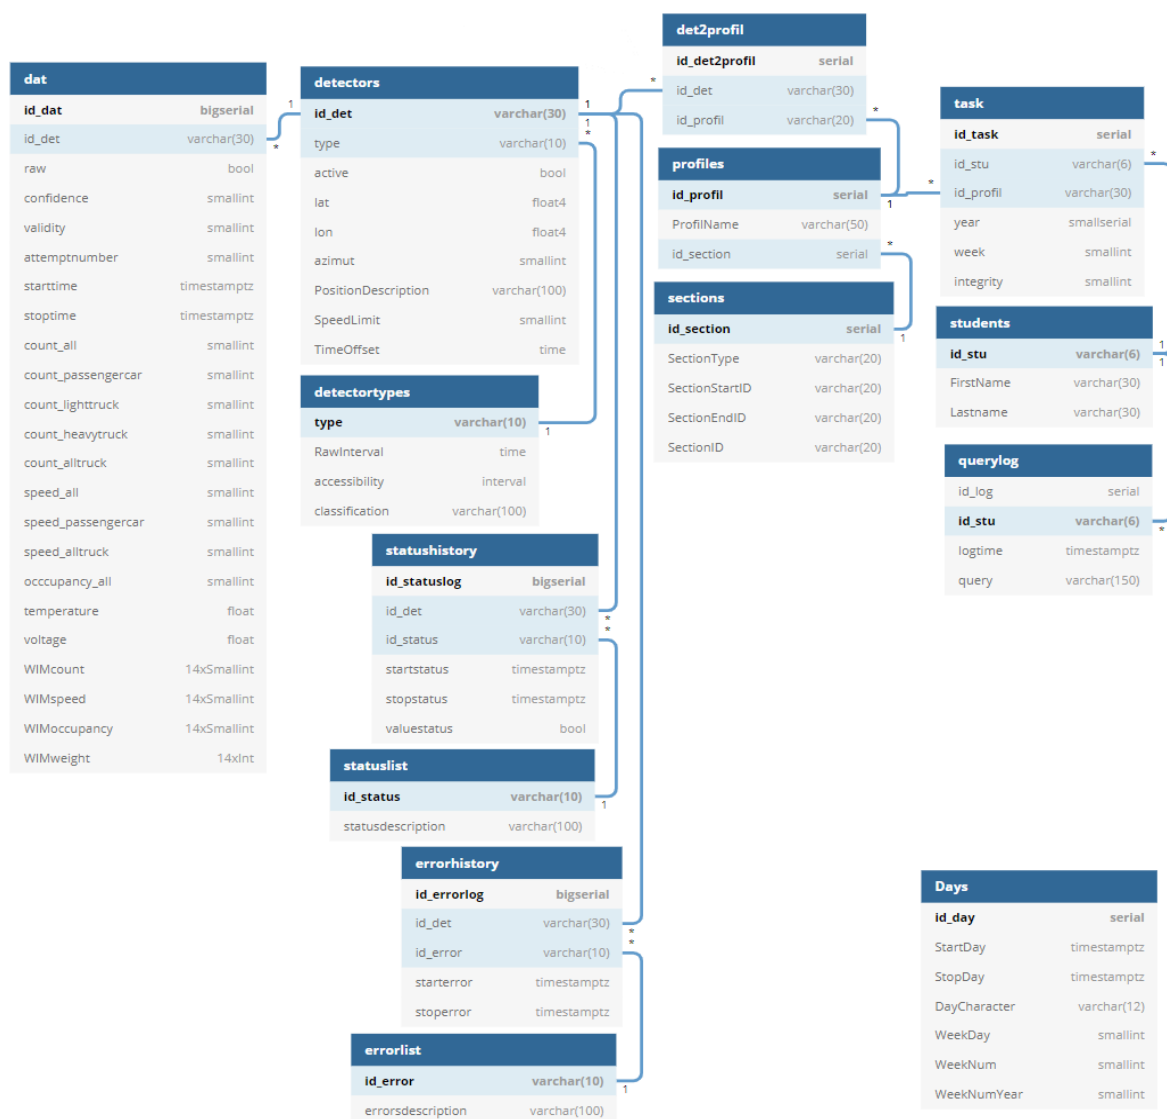 dat
id_dat bigserial
id_det varchar(30)
raw bool
confidence smallint
validity smallint
attemptnumber smallint
starttime timestamptz
stoptime timestamptz
count_all smallint
count_passengercar smallint
count_lighttruck smallint
count_heavytruck smallint
count_alltruck smallint
speed_all smallint
speed_passengercar smallint
speed_alltruck smallint
occcupancy_all smallint
temperature float
voltage float
WIMcount 14xSmallint
WIMspeed 14xSmallint
WIMoccupancy 14xSmallint
WIMweight 14xInt
1
*
detectors
id_det varchar(30)
type varchar(10)
active bool
lat float4
lon float4
azimut smallint
PositionDescription varchar(100)
SpeedLimit smallint
TimeOffset time
1
1
*
detectortypes
type varchar(10)
RawInterval time
accessibility interval
classification varchar(100)
1
statushistory
id_statuslog bigserial
id_det varchar(30)
id_status varchar(10)
startstatus timestamptz
stopstatus timestamptz
valuestatus bool
*
*
statuslist
id_status varchar(10)
statusdescription varchar(100)
1
errorhistory
id_errorlog bigserial
id_det varchar(30)
id_error varchar(10)
starterror timestamptz
stoperror timestamptz
*
*
errorlist
id_error varchar(10)
errorsdescription varchar(100)
1
det2profil
id_det2profil serial
id_det varchar(30)
id_profil varchar(20)
*
*
profiles
id_profil serial
ProfilName varchar(50)
id_section serial
1
*
sections
id_section serial
SectionType varchar(20)
SectionStartID varchar(20)
SectionEndID varchar(20)
SectionID varchar(20)
1
task
id_task serial
id_stu varchar(6)
id_profil varchar(30)
year smallserial
week smallint
integrity smallint
*
*
students
id_stu varchar(6)
FirstName varchar(30)
Lastname varchar(30)
1
1
querylog
id_log serial
id_stu varchar(6)
logtime timestamptz
query varchar(150)
*
Days
id_day serial
StartDay timestamptz
StopDay timestamptz
DayCharacter varchar(12)
WeekDay smallint
WeekNum smallint
WeekNumYear smallint